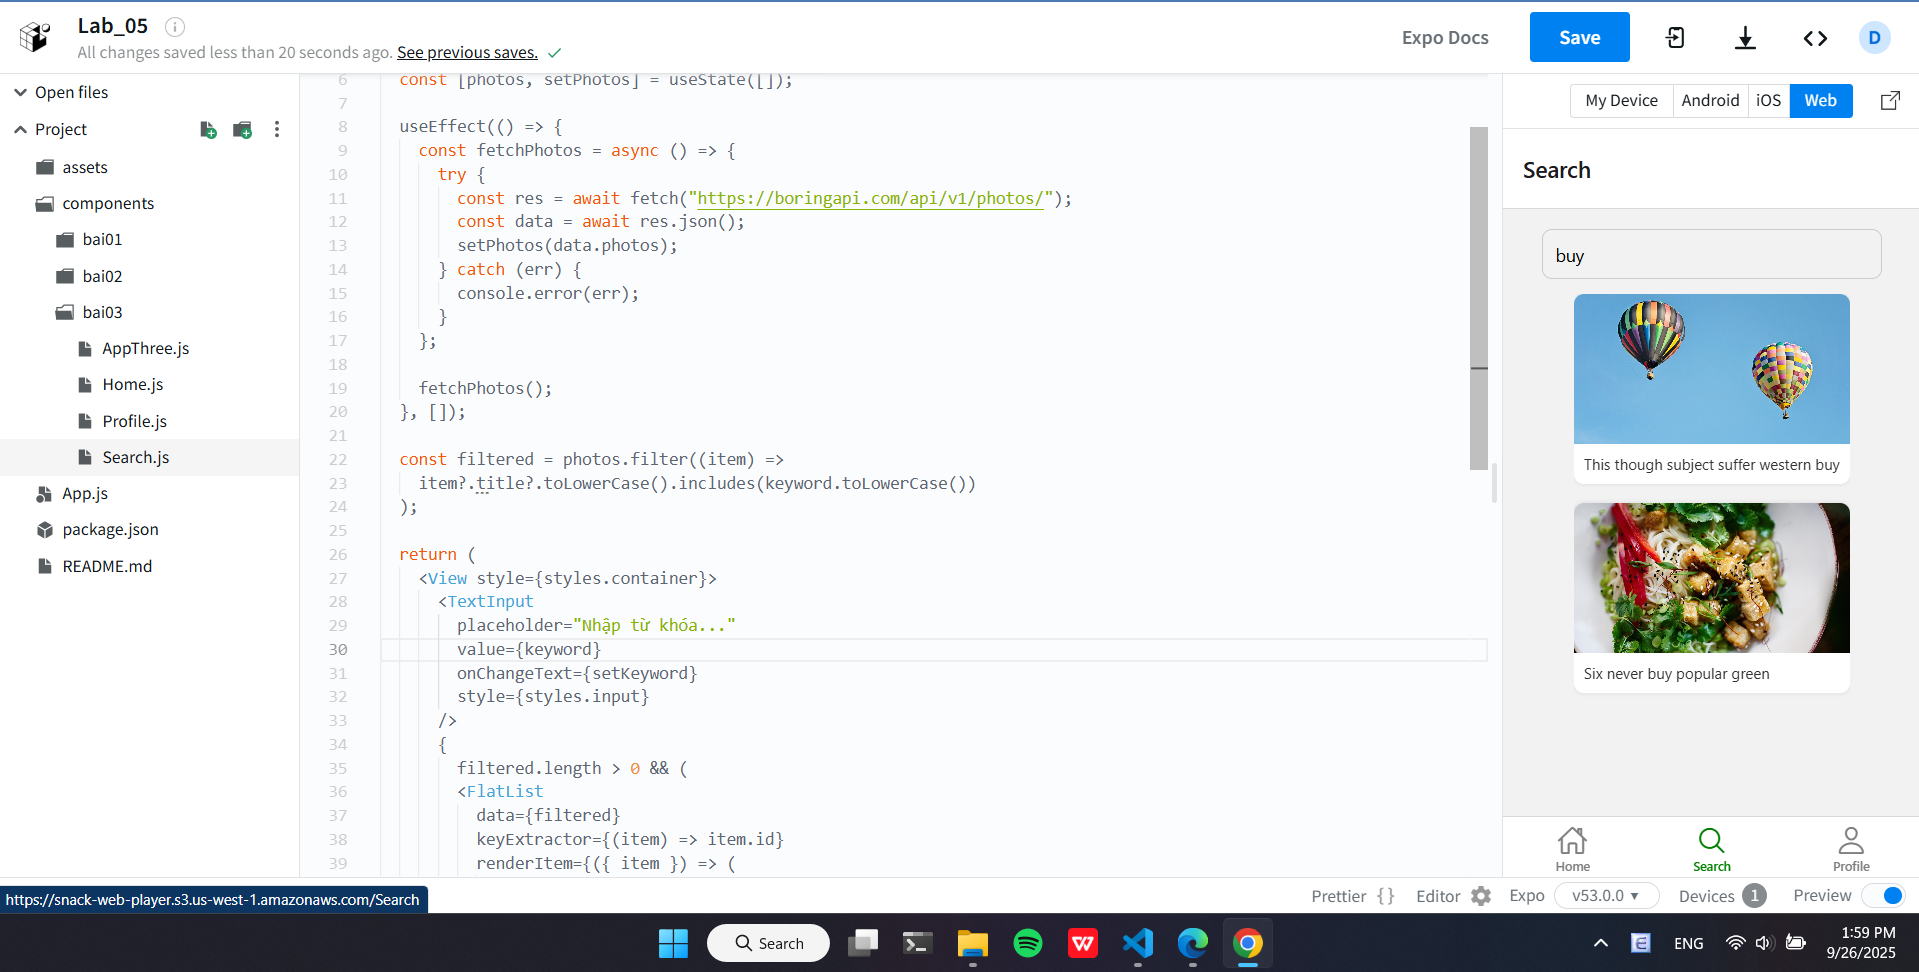 Lab_05
All changes saved less than 20 seconds ago. See previous saves.
Expo Docs
Save
D
Open files
Project
assets
components
bai01
bai02
bai03
AppThree.js
Home.js
Profile.js
Search.js
App.js
package.json
README.md
6 const [photos, setPhotos] = useState([]);
7
8 useEffect(() => {
9 const fetchPhotos = async () => {
10 try {
11 const res = await fetch("https://boringapi.com/api/v1/photos/");
12 const data = await res.json();
13 setPhotos(data.photos);
14 } catch (err) {
15 console.error(err);
16 }
17 };
18
19 fetchPhotos();
20 }, []);
21
22 const filtered = photos.filter((item) =>
23 item?.title?.toLowerCase().includes(keyword.toLowerCase())
24 );
25
26 return (
27 <View style={styles.container}>
28 <TextInput
29 placeholder="Nhập từ khóa..."
30 value={keyword}
31 onChangeText={setKeyword}
32 style={styles.input}
33 />
34 {
35 filtered.length > 0 && (
36 <FlatList
37 data={filtered}
38 keyExtractor={(item) => item.id}
39 renderItem={({ item }) => (
My Device Android iOS Web
Search
buy
This though subject suffer western buy
Six never buy popular green
Home Search Profile
https://snack-web-player.s3.us-west-1.amazonaws.com/Search
Prettier {} Editor Expo v53.0.0 Devices 1 Preview
Search
ENG
1:59 PM
9/26/2025